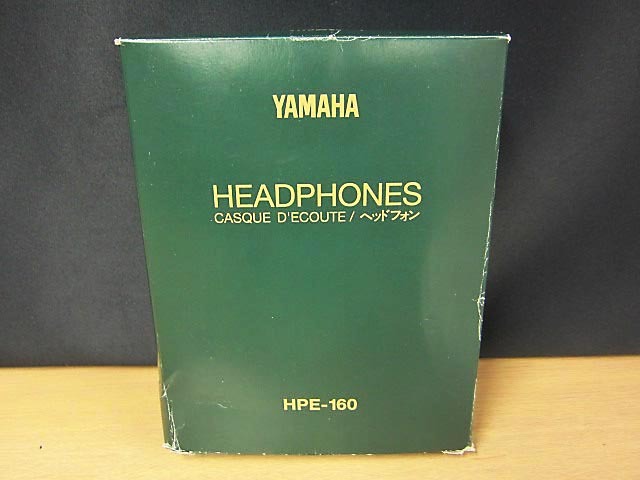 YAMAHA
HEADPHONES
CASQUE D'ECOUTE / ヘッドフォン
HPE-160